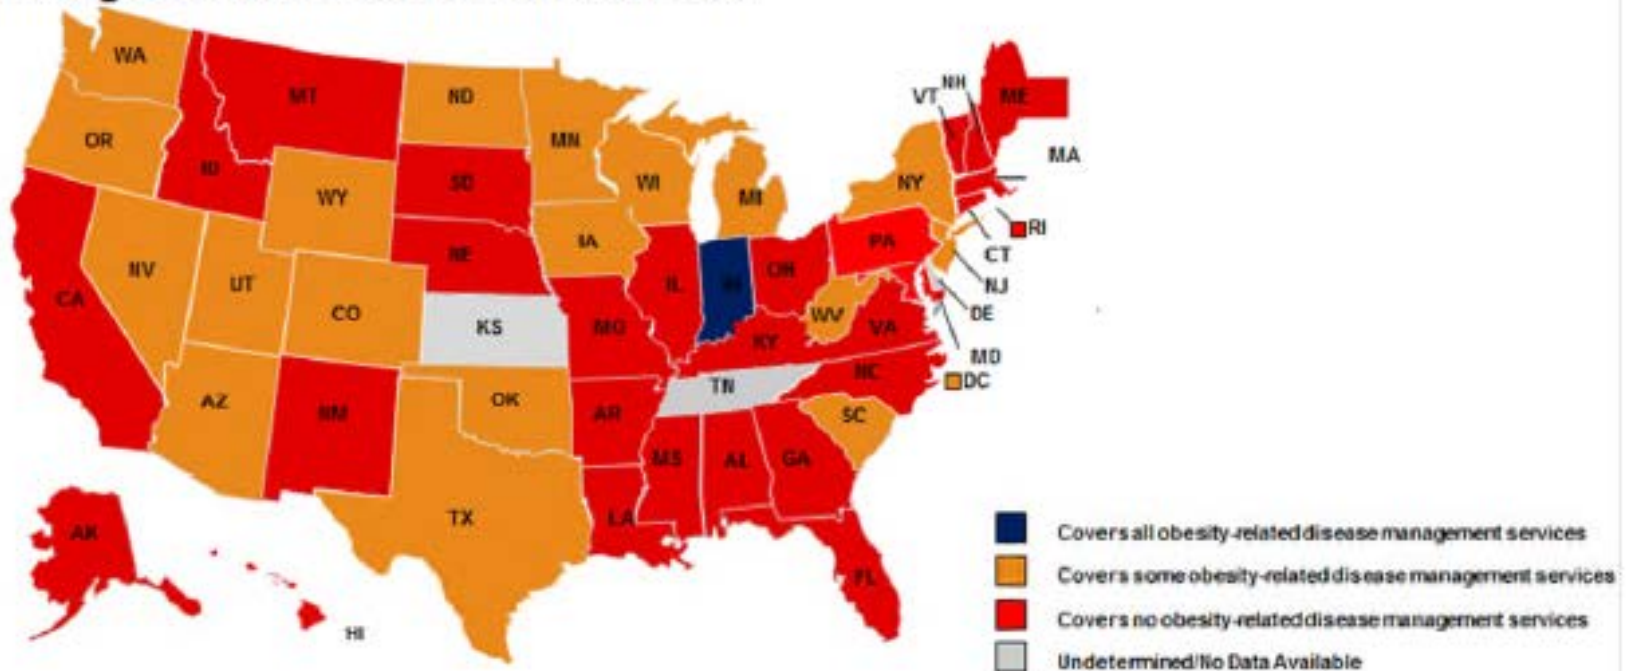 WA
MT
ND
OR
ID
MN
VT
NH
ME
MA
WY
SD
WI
MI
NY
RI
NV
UT
NE
IA
PA
CT
CA
CO
KS
IL
IN
OH
NJ
MO
WV
VA
DE
KY
MD
AZ
NM
OK
TN
NC
DC
AR
SC
MS
AL
GA
TX
LA
AK
FL
HI
Covers all obesity-related disease management services
Covers some obesity-related disease management services
Covers no obesity-related disease management services
Undetermined/No Data Available